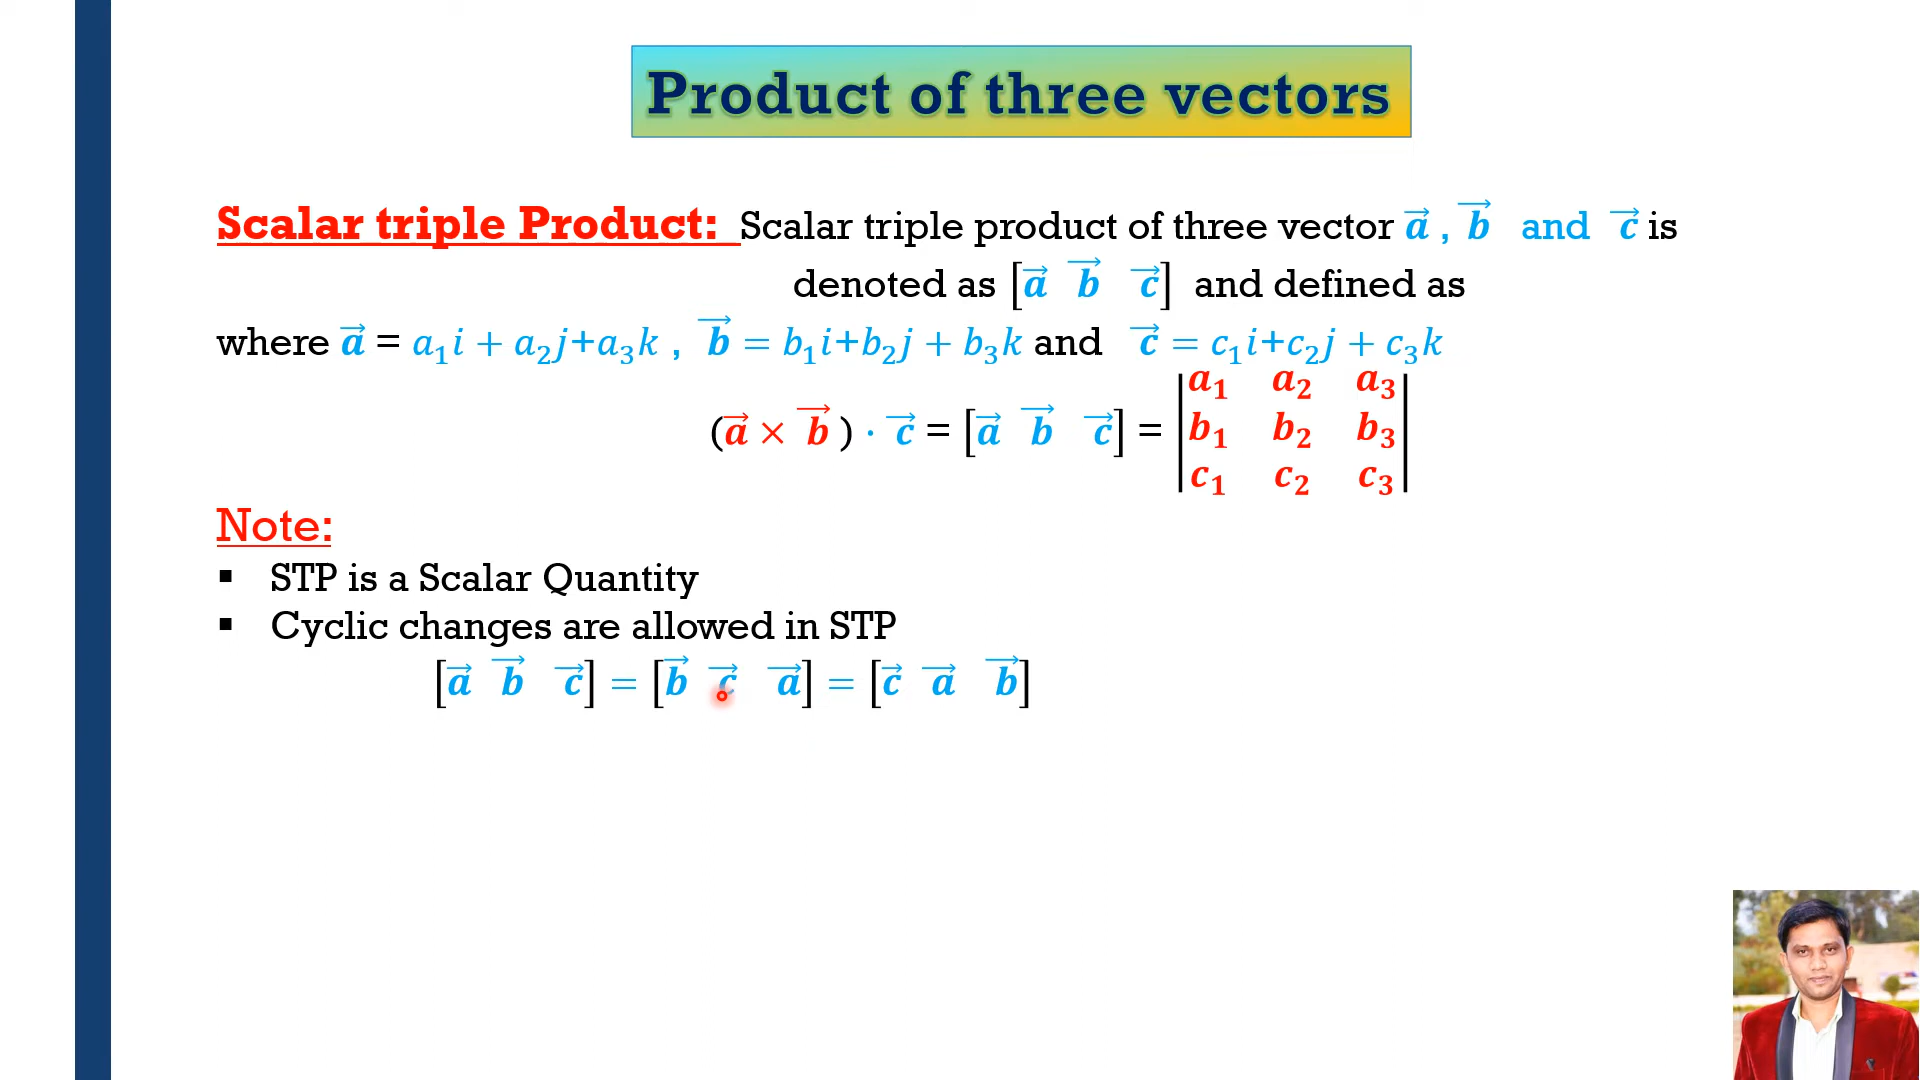 Product of three vectors
Scalar triple Product: Scalar triple product of three vector a⃗ , b⃗ and c⃗ is
denoted as [a⃗ b⃗ c⃗] and defined as
where a⃗ = a₁i + a₂j+a₃k , b⃗ = b₁i+b₂j + b₃k and c⃗ = c₁i+c₂j + c₃k
(a⃗ × b⃗ ) · c⃗ = [a⃗ b⃗ c⃗] = | a₁ a₂ a₃ |
| b₁ b₂ b₃ |
| c₁ c₂ c₃ |
Note:
▪ STP is a Scalar Quantity
▪ Cyclic changes are allowed in STP
[a⃗ b⃗ c⃗] = [b⃗ c⃗ a⃗] = [c⃗ a⃗ b⃗]